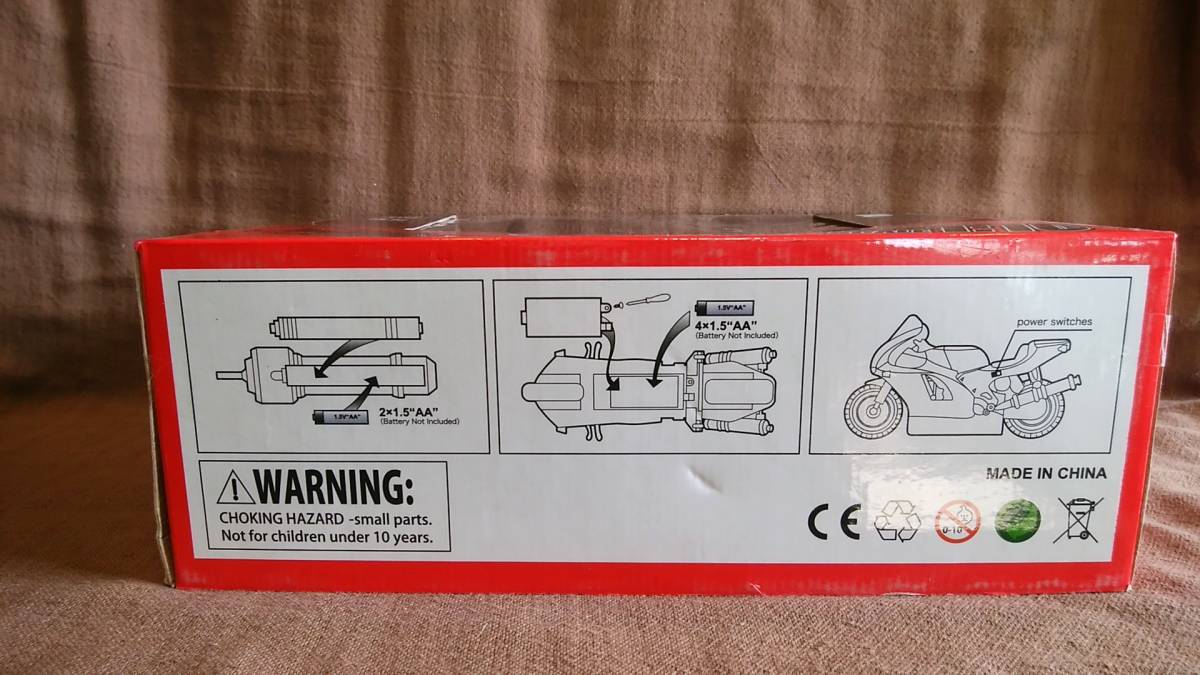 1.5V"AA"
2×1.5“AA”
(Battery Not Included)
1.5V"AA"
4×1.5“AA”
(Battery Not Included)
power switches
WARNING:
CHOKING HAZARD -small parts.
Not for children under 10 years.
MADE IN CHINA
CE
0-10